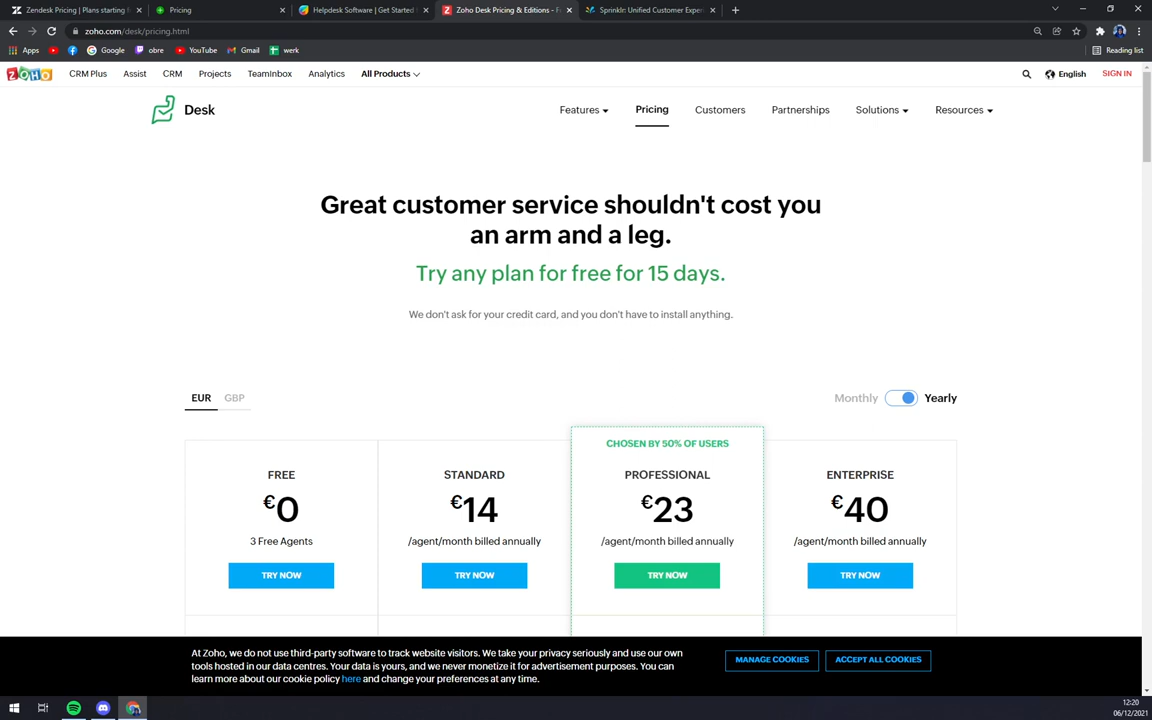 Zendesk Pricing | Plans starting f
Pricing
Helpdesk Software | Get Started
Zoho Desk Pricing & Editions - F
Sprinklr: Unified Customer Exper
zoho.com/desk/pricing.html
Apps
Google
obre
YouTube
Gmail
werk
Reading list
ZOHO
CRM Plus
Assist
CRM
Projects
TeamInbox
Analytics
All Products
English
SIGN IN
Desk
Features
Pricing
Customers
Partnerships
Solutions
Resources
Great customer service shouldn't cost you
an arm and a leg.
Try any plan for free for 15 days.
We don't ask for your credit card, and you don't have to install anything.
EUR
GBP
Monthly
Yearly
CHOSEN BY 50% OF USERS
FREE
STANDARD
PROFESSIONAL
ENTERPRISE
€0
€14
€23
€40
3 Free Agents
/agent/month billed annually
/agent/month billed annually
/agent/month billed annually
TRY NOW
TRY NOW
TRY NOW
TRY NOW
At Zoho, we do not use third-party software to track website visitors. We take your privacy seriously and use our own
tools hosted in our data centres. Your data is yours, and we never monetize it for advertisement purposes. You can
learn more about our cookie policy here and change your preferences at any time.
MANAGE COOKIES
ACCEPT ALL COOKIES
12:20
06/12/2021